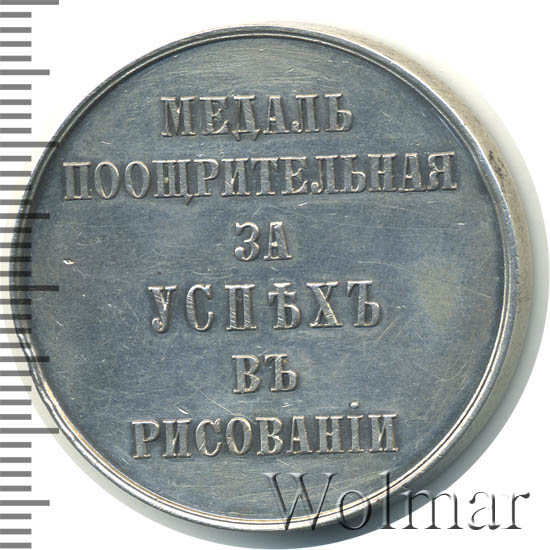 МЕДАЛЬ
ПООЩРИТЕЛЬНАЯ
ЗА
УСПѢХЪ
ВЪ
РИСОВАНІИ
Wolmar